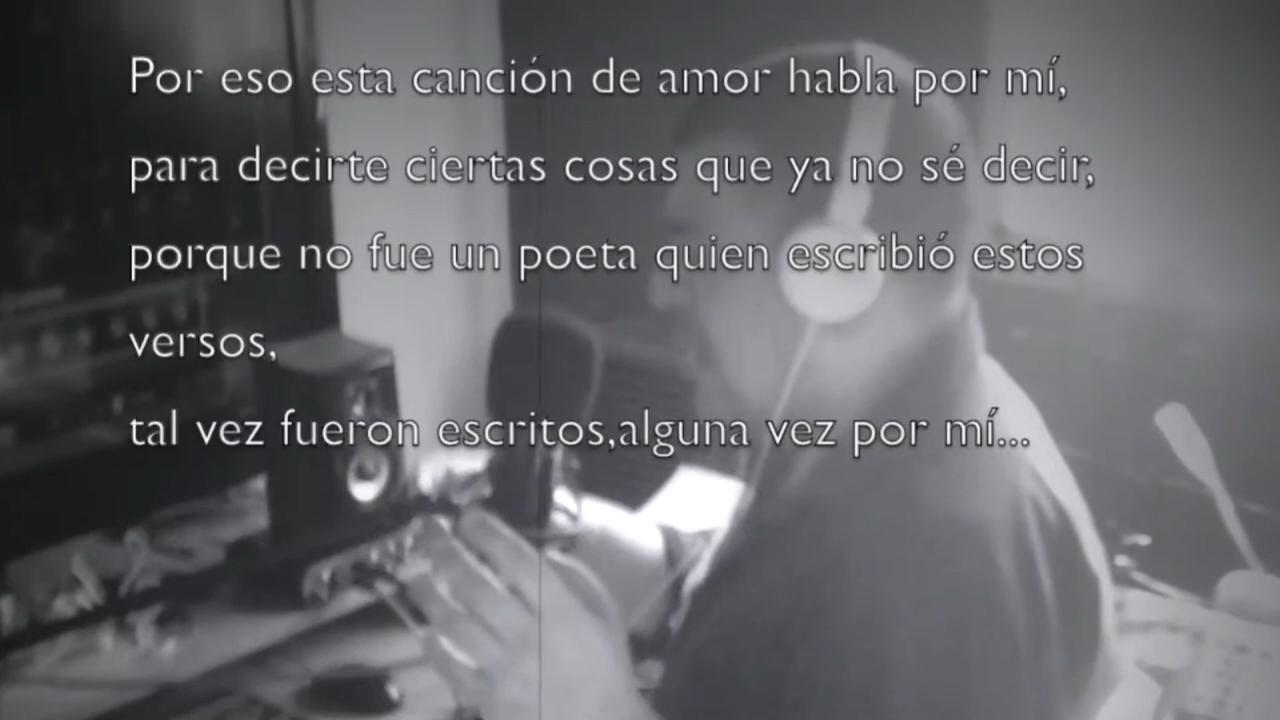 Por eso esta canción de amor habla por mí,
para decirte ciertas cosas que ya no sé decir,
porque no fue un poeta quien escribió estos
versos,
tal vez fueron escritos,alguna vez por mí...